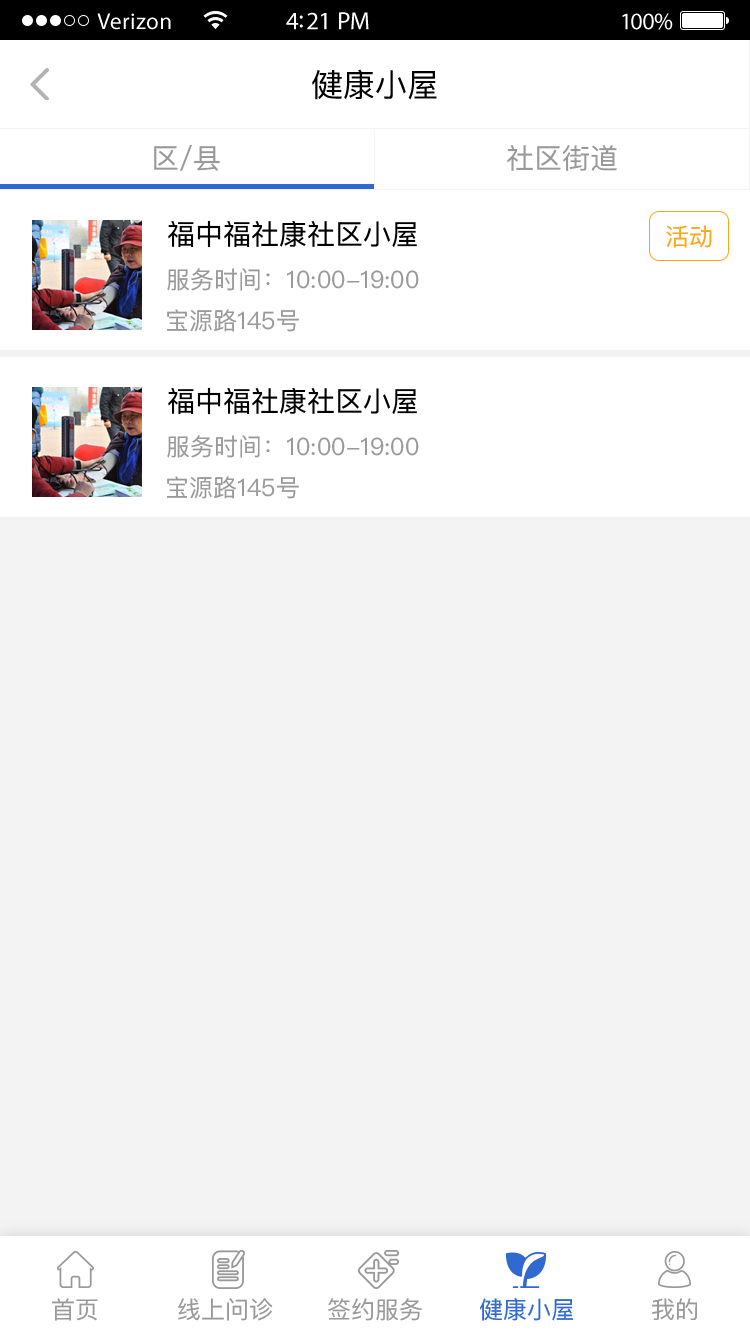 Verizon 4:21 PM 100%
健康小屋
区/县 社区街道
福中福社康社区小屋 活动
服务时间：10:00-19:00
宝源路145号
福中福社康社区小屋
服务时间：10:00-19:00
宝源路145号
首页 线上问诊 签约服务 健康小屋 我的